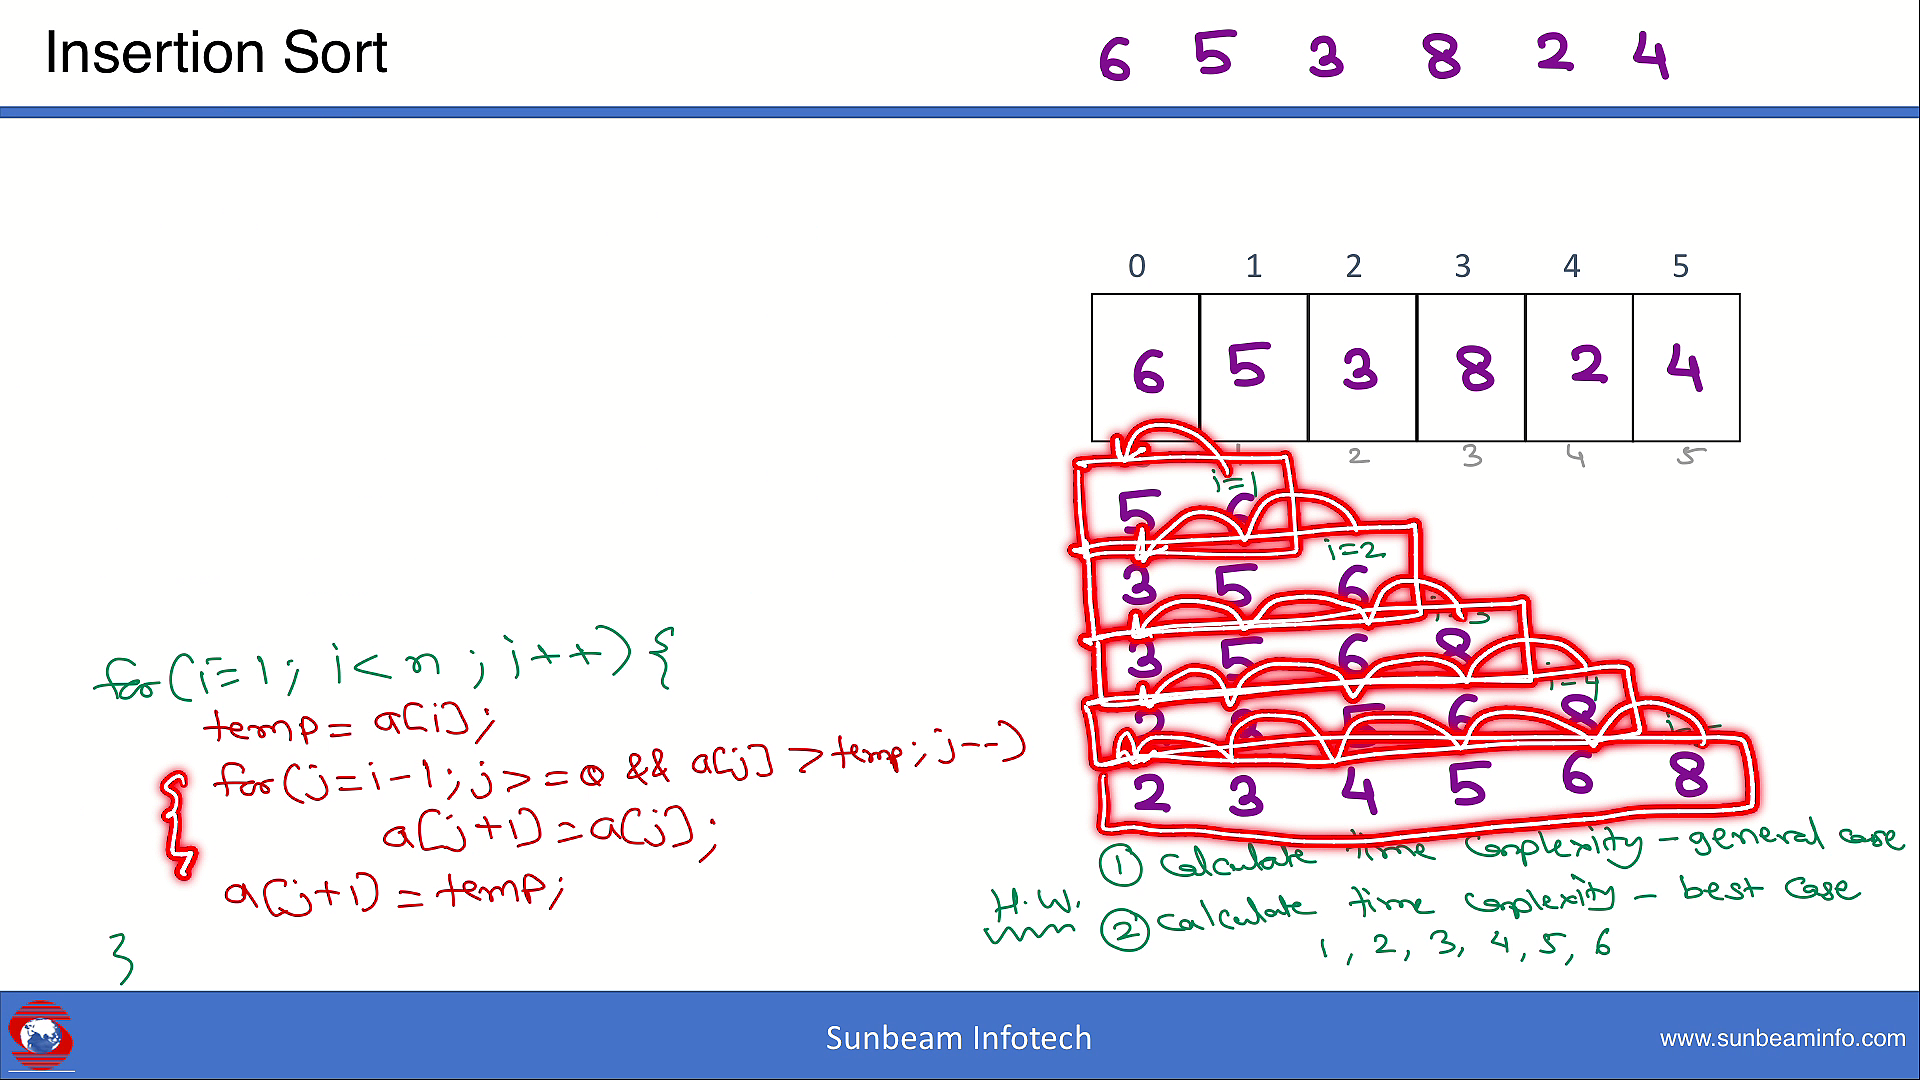 Insertion Sort
6 5 3 8 2 4
0 1 2 3 4 5
6 5 3 8 2 4
2 3 4 5
i=1
5 6
i=2
3 5 6
3 5 6 8
i=4
2 3 5 6 8
2 3 4 5 6 8
for(i=1; i<n; i++){
temp=a[i];
for(j=i-1; j>=0 && a[j]>temp; j--)
a[j+1]=a[j];
a[j+1]=temp;
}
H.W.
① Calculate time complexity - general case
② Calculate time complexity - best case
1, 2, 3, 4, 5, 6
Sunbeam Infotech
www.sunbeaminfo.com